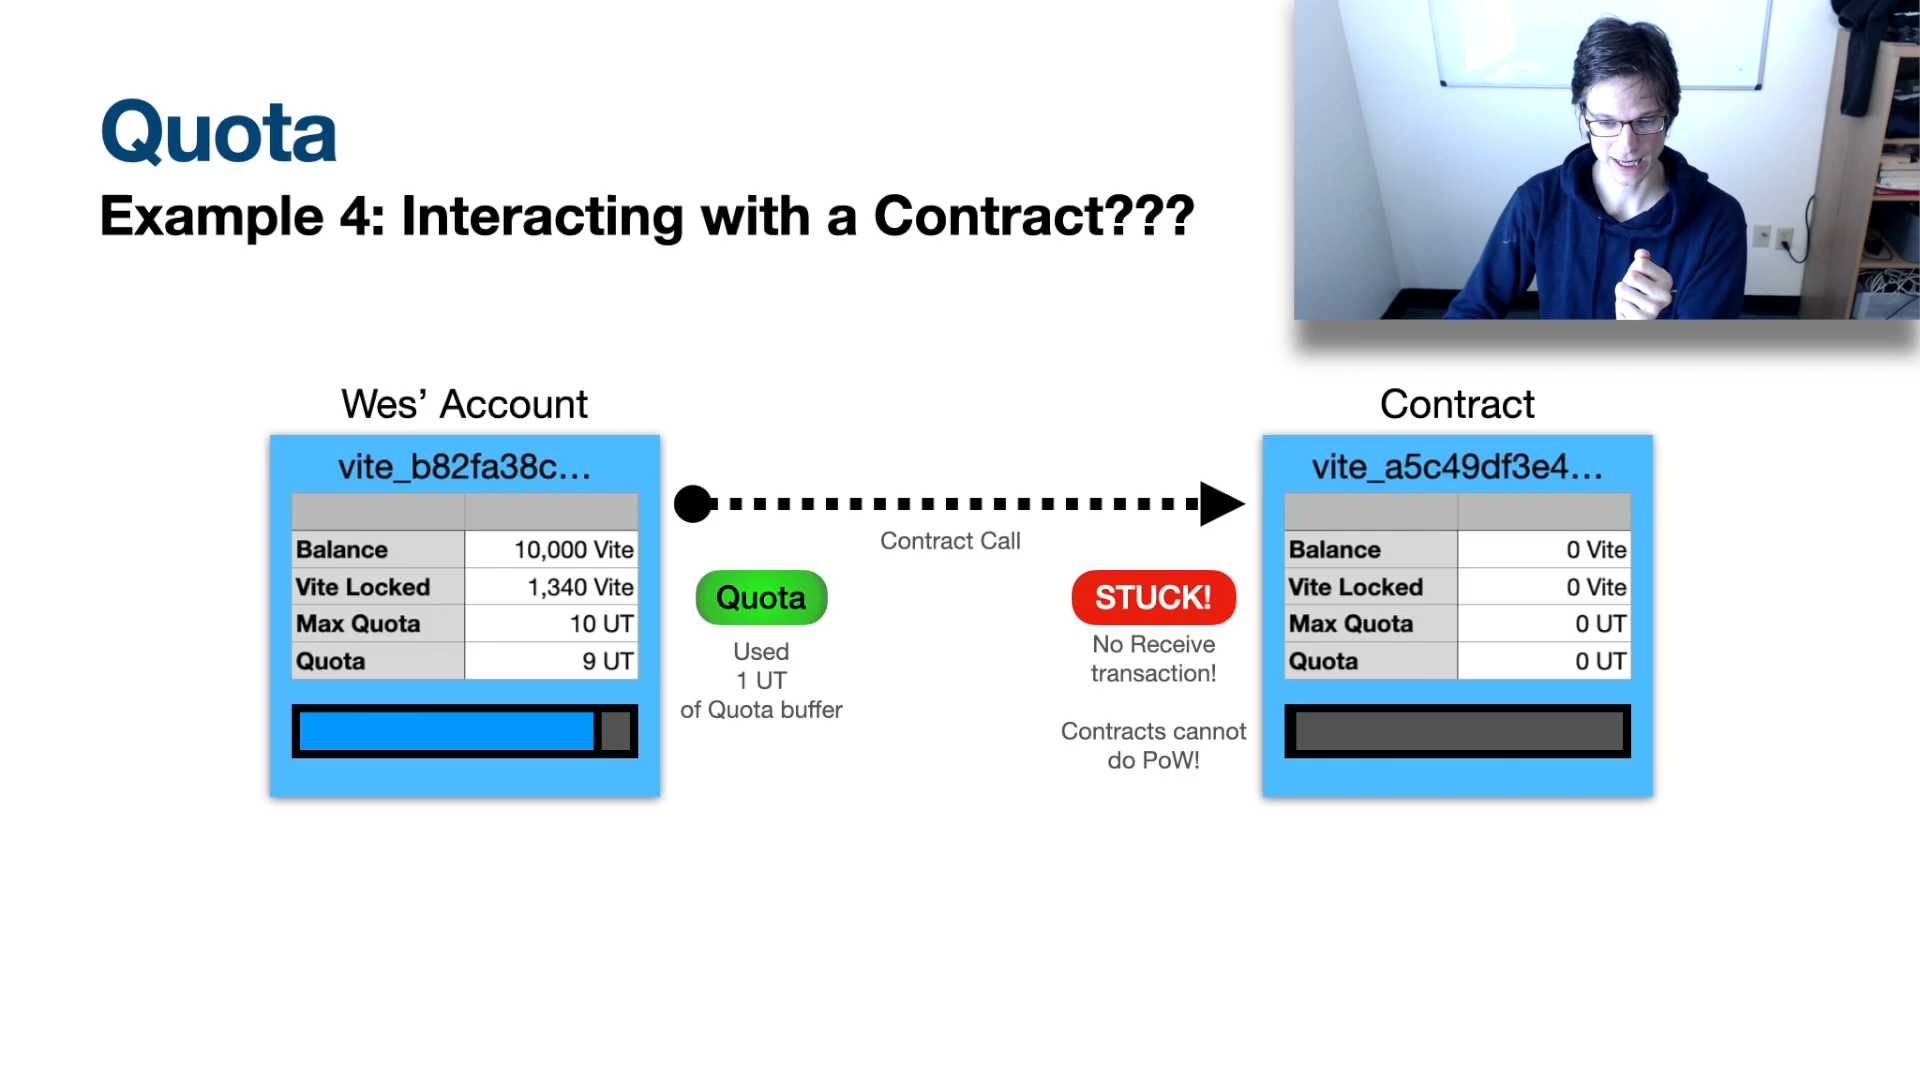 Quota
Example 4: Interacting with a Contract???
Wes’ Account
vite_b82fa38c…
Balance 10,000 Vite
Vite Locked 1,340 Vite
Max Quota 10 UT
Quota 9 UT
Contract Call
Quota
Used
1 UT
of Quota buffer
STUCK!
No Receive
transaction!
Contracts cannot
do PoW!
Contract
vite_a5c49df3e4…
Balance 0 Vite
Vite Locked 0 Vite
Max Quota 0 UT
Quota 0 UT